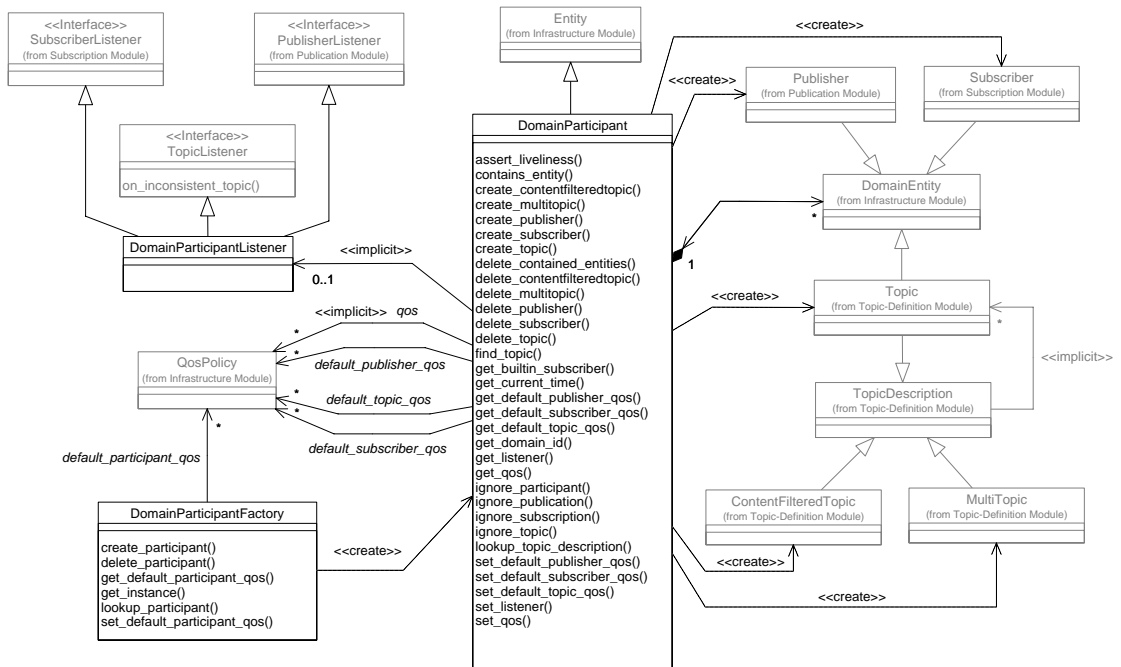 <<Interface>>
SubscriberListener
(from Subscription Module)
<<Interface>>
PublisherListener
(from Publication Module)
<<Interface>>
TopicListener
on_inconsistent_topic()
DomainParticipantListener
<<implicit>>
0..1
<<implicit>>
qos
*
QosPolicy
(from Infrastructure Module)
*
default_publisher_qos
*
default_topic_qos
*
default_subscriber_qos
*
default_participant_qos
DomainParticipantFactory
create_participant()
delete_participant()
get_default_participant_qos()
get_instance()
lookup_participant()
set_default_participant_qos()
<<create>>
Entity
(from Infrastructure Module)
DomainParticipant
assert_liveliness()
contains_entity()
create_contentfilteredtopic()
create_multitopic()
create_publisher()
create_subscriber()
create_topic()
delete_contained_entities()
delete_contentfilteredtopic()
delete_multitopic()
delete_publisher()
delete_subscriber()
delete_topic()
find_topic()
get_builtin_subscriber()
get_current_time()
get_default_publisher_qos()
get_default_subscriber_qos()
get_default_topic_qos()
get_domain_id()
get_listener()
get_qos()
ignore_participant()
ignore_publication()
ignore_subscription()
ignore_topic()
lookup_topic_description()
set_default_publisher_qos()
set_default_subscriber_qos()
set_default_topic_qos()
set_listener()
set_qos()
<<create>>
<<create>>
Publisher
(from Publication Module)
Subscriber
(from Subscription Module)
DomainEntity
(from Infrastructure Module)
*
1
<<create>>
Topic
(from Topic-Definition Module)
*
<<implicit>>
TopicDescription
(from Topic-Definition Module)
ContentFilteredTopic
(from Topic-Definition Module)
MultiTopic
(from Topic-Definition Module)
<<create>>
<<create>>